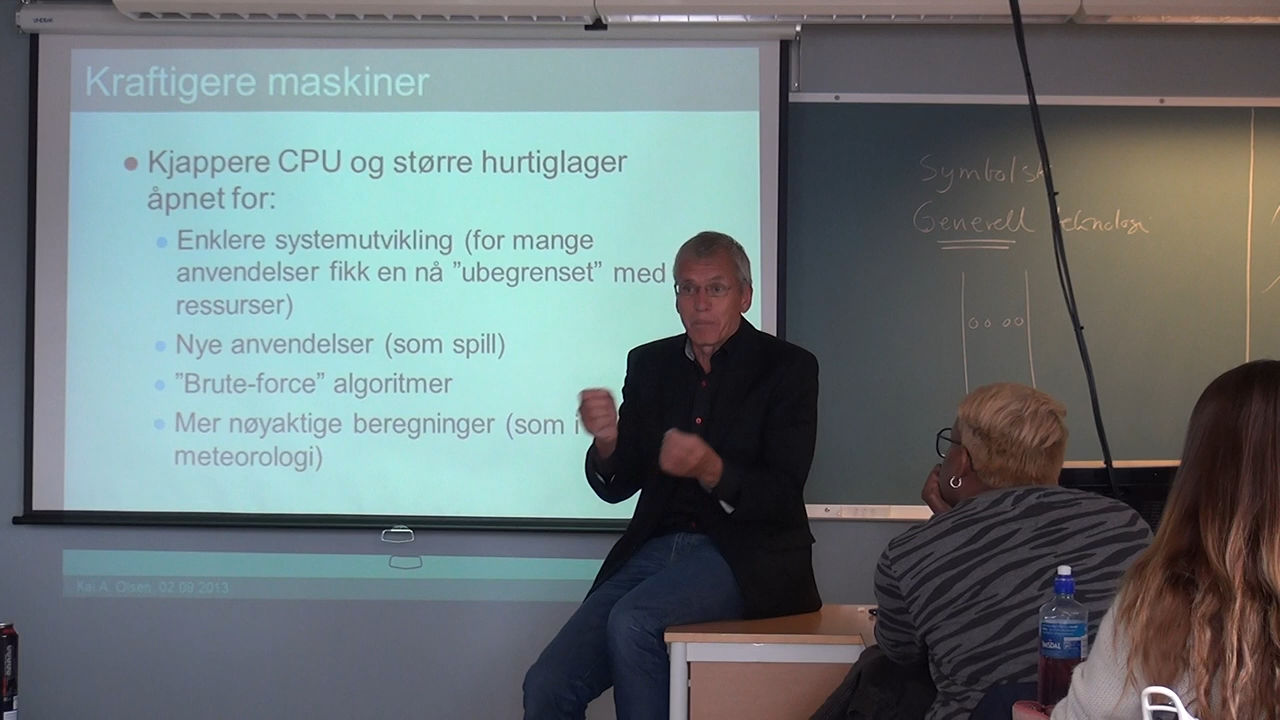 Kraftigere maskiner
Kjappere CPU og større hurtiglager
åpnet for:
Enklere systemutvikling (for mange
anvendelser fikk en nå ”ubegrenset” med
ressurser)
Nye anvendelser (som spill)
”Brute-force” algoritmer
Mer nøyaktige beregninger (som i
meteorologi)
Kai A. Olsen, 02.09.2013
Symbolsk
Generell teknologi